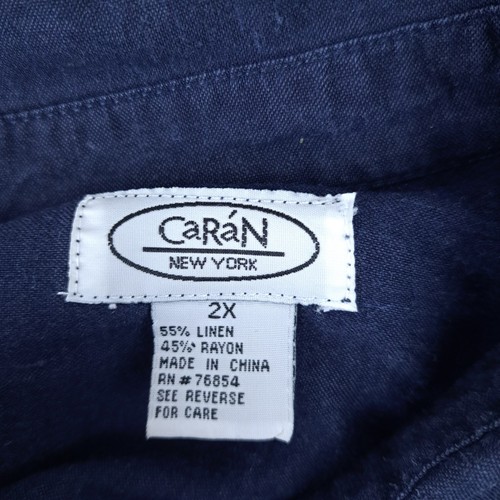 CaRáN
NEW YORK
2X
55% LINEN
45% RAYON
MADE IN CHINA
RN # 76854
SEE REVERSE
FOR CARE